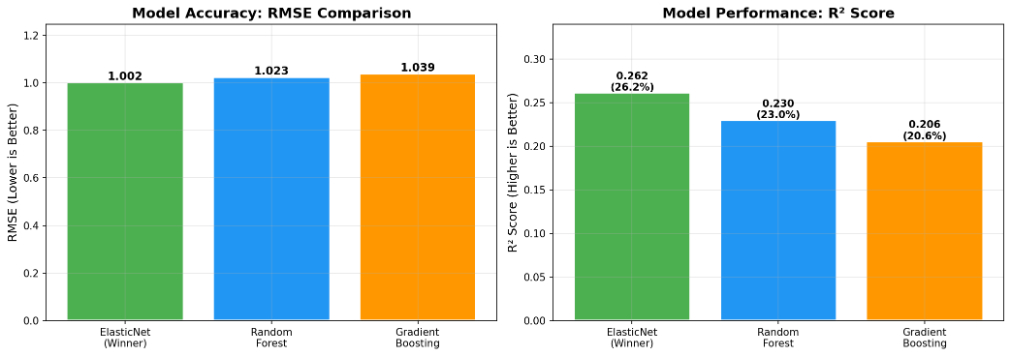 Model Accuracy: RMSE Comparison
RMSE (Lower is Better)
1.2
1.0
0.8
0.6
0.4
0.2
0.0
1.002
1.023
1.039
ElasticNet
(Winner)
Random
Forest
Gradient
Boosting
Model Performance: R² Score
R² Score (Higher is Better)
0.30
0.25
0.20
0.15
0.10
0.05
0.00
0.262
(26.2%)
0.230
(23.0%)
0.206
(20.6%)
ElasticNet
(Winner)
Random
Forest
Gradient
Boosting